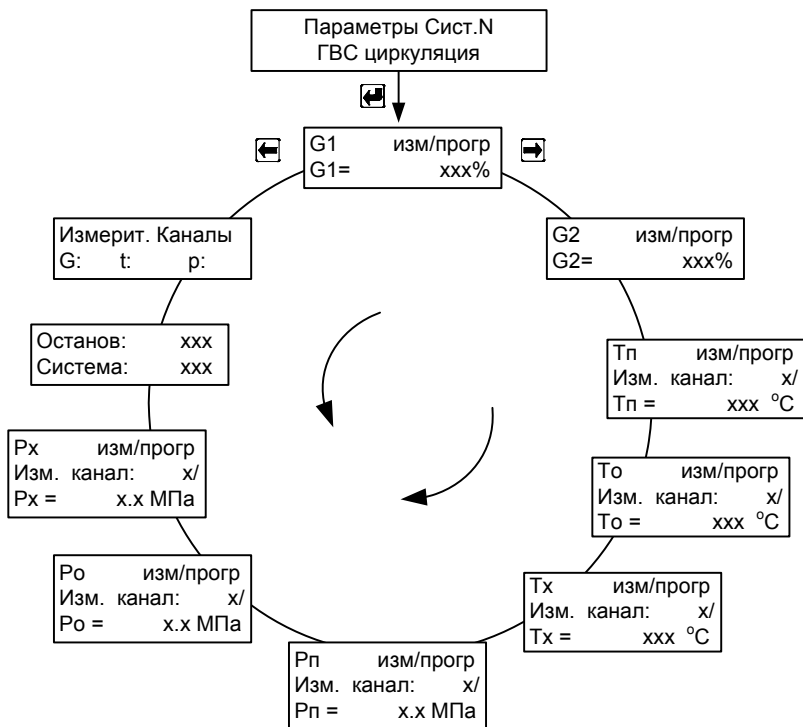 Параметры Сист.N
ГВС циркуляция
G1 изм/прогр
G1= xxx%
G2 изм/прогр
G2= xxx%
Тп изм/прогр
Изм. канал: x/
Тп = xxx °C
То изм/прогр
Изм. канал: x/
То = xxx °C
Тх изм/прогр
Изм. канал: x/
Тх = xxx °C
Рп изм/прогр
Изм. канал: x/
Рп = x.x МПа
Ро изм/прогр
Изм. канал: x/
Ро = x.x МПа
Рх изм/прогр
Изм. канал: x/
Рх = x.x МПа
Останов: xxx
Система: xxx
Измерит. Каналы
G: t: p: